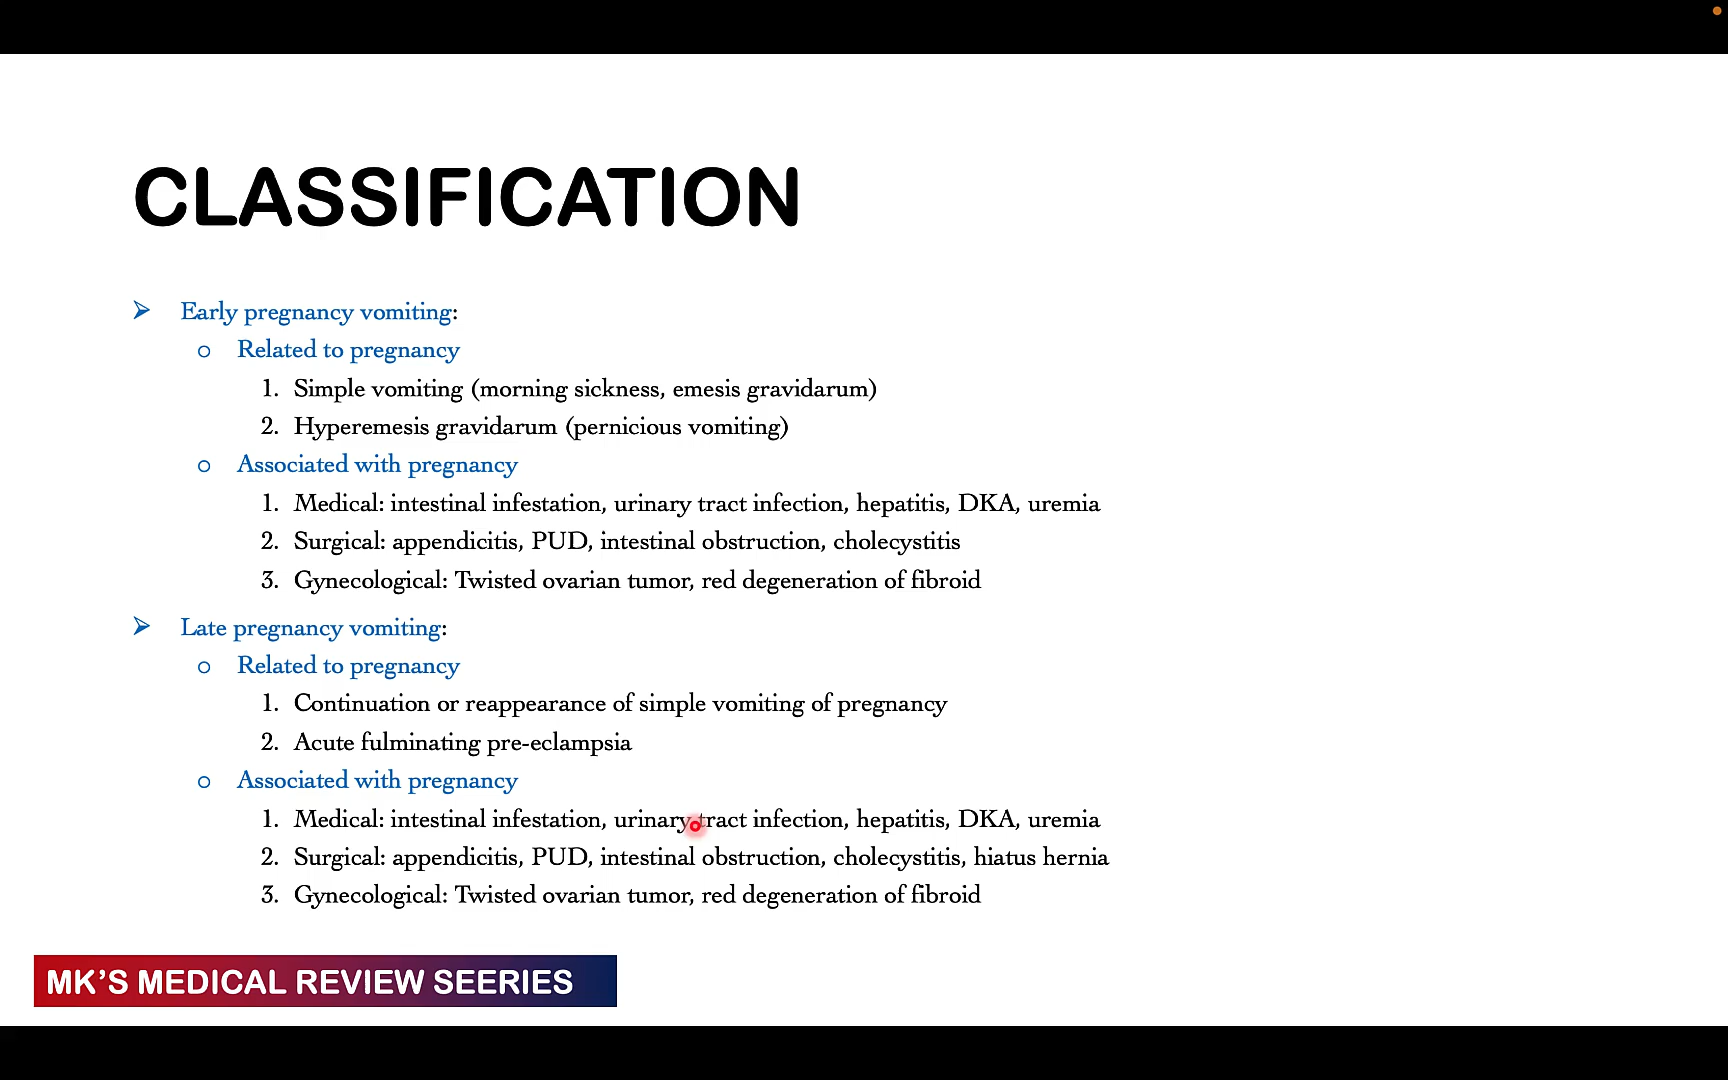 CLASSIFICATION
➢ Early pregnancy vomiting:
o Related to pregnancy
1. Simple vomiting (morning sickness, emesis gravidarum)
2. Hyperemesis gravidarum (pernicious vomiting)
o Associated with pregnancy
1. Medical: intestinal infestation, urinary tract infection, hepatitis, DKA, uremia
2. Surgical: appendicitis, PUD, intestinal obstruction, cholecystitis
3. Gynecological: Twisted ovarian tumor, red degeneration of fibroid
➢ Late pregnancy vomiting:
o Related to pregnancy
1. Continuation or reappearance of simple vomiting of pregnancy
2. Acute fulminating pre-eclampsia
o Associated with pregnancy
1. Medical: intestinal infestation, urinary tract infection, hepatitis, DKA, uremia
2. Surgical: appendicitis, PUD, intestinal obstruction, cholecystitis, hiatus hernia
3. Gynecological: Twisted ovarian tumor, red degeneration of fibroid
MK’S MEDICAL REVIEW SEERIES